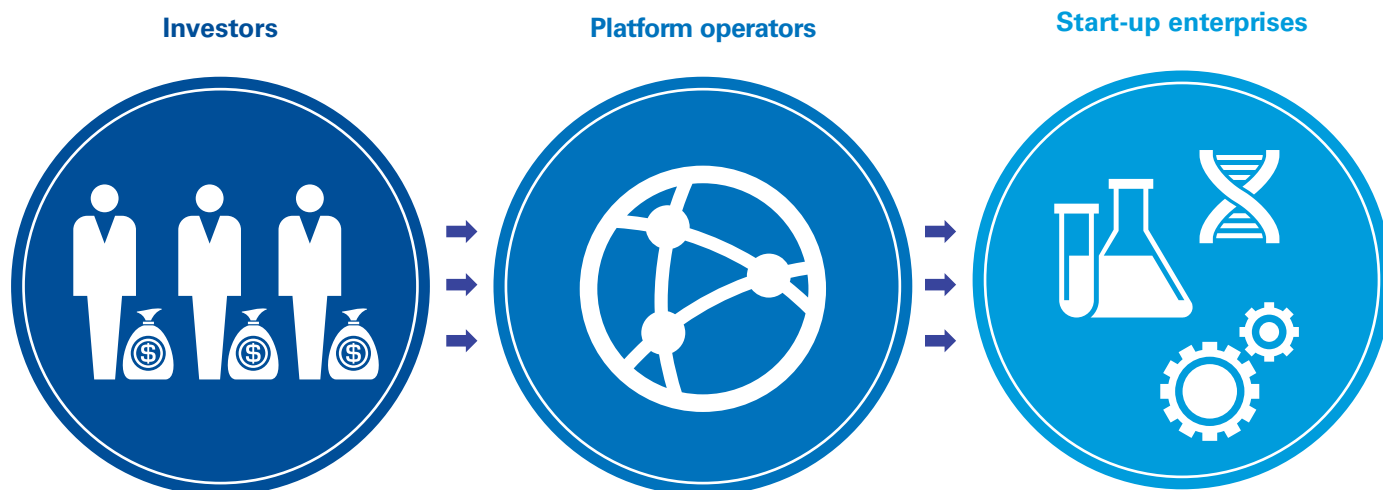 Investors
Platform operators
Start-up enterprises
$
$
$